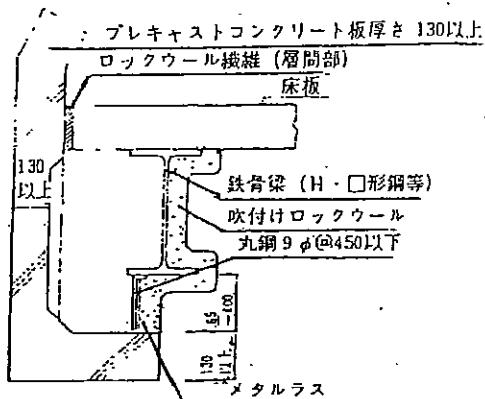 プレキャストコンクリート板厚さ 130以上
ロックウール繊維 (層間部)
床板
130
以上
鉄骨梁 (H・□形鋼等)
吹付けロックウール
丸鋼 9 φ@450以下
65
~100
130
以上
メタルラス